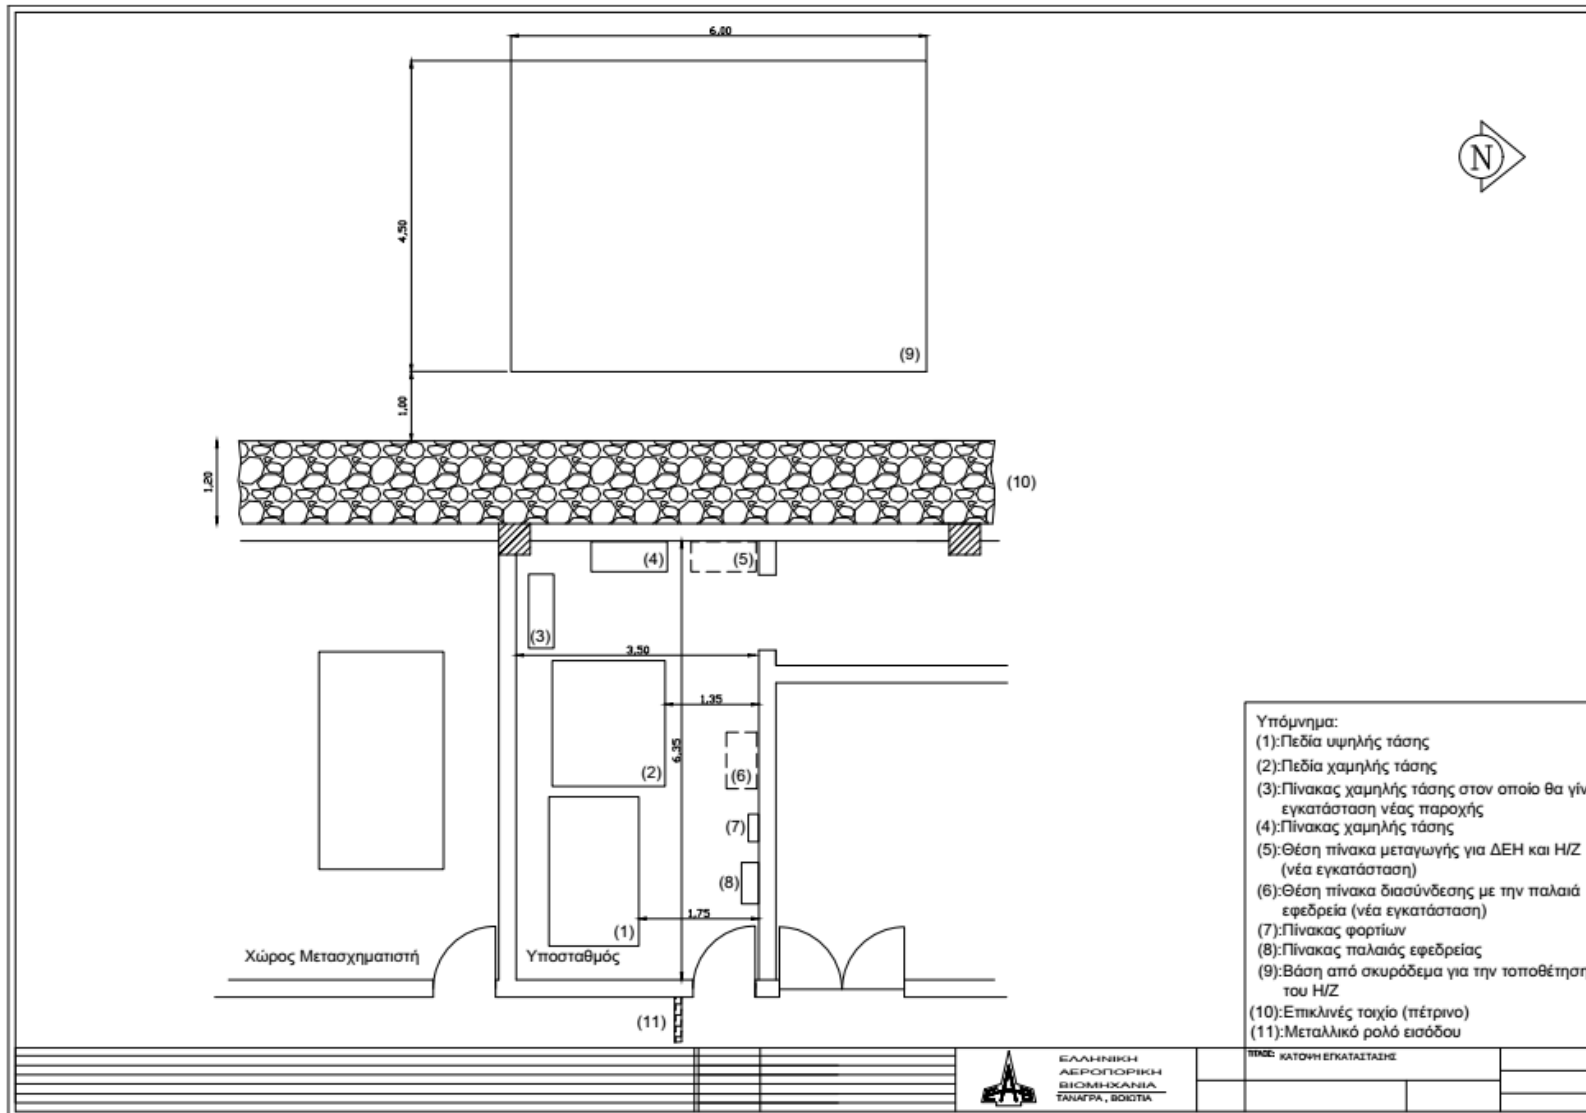 6,00
4,50
N
(9)
1,00
1,20
(10)
(4)
(5)
(3)
3,50
1,35
6,35
(2)
(6)
(7)
(8)
1,75
(1)
Χώρος Μετασχηματιστή
Υποσταθμός
(11)
Υπόμνημα:
(1):Πεδία υψηλής τάσης
(2):Πεδία χαμηλής τάσης
(3):Πίνακας χαμηλής τάσης στον οποίο θα γίν
εγκατάσταση νέας παροχής
(4):Πίνακας χαμηλής τάσης
(5):Θέση πίνακα μεταγωγής για ΔΕΗ και Η/Ζ
(νέα εγκατάσταση)
(6):Θέση πίνακα διασύνδεσης με την παλαιά
εφεδρεία (νέα εγκατάσταση)
(7):Πίνακας φορτίων
(8):Πίνακας παλαιάς εφεδρείας
(9):Βάση από σκυρόδεμα για την τοποθέτηση
του Η/Ζ
(10):Επικλινές τοιχίο (πέτρινο)
(11):Μεταλλικό ρολό εισόδου
ΕΑΒ
ΕΛΛΗΝΙΚΗ
ΑΕΡΟΠΟΡΙΚΗ
ΒΙΟΜΗΧΑΝΙΑ
ΤΑΝΑΓΡΑ , ΒΟΙΩΤΙΑ
ΤΙΤΛΟΣ: ΚΑΤΟΨΗ ΕΓΚΑΤΑΣΤΑΣΗΣ